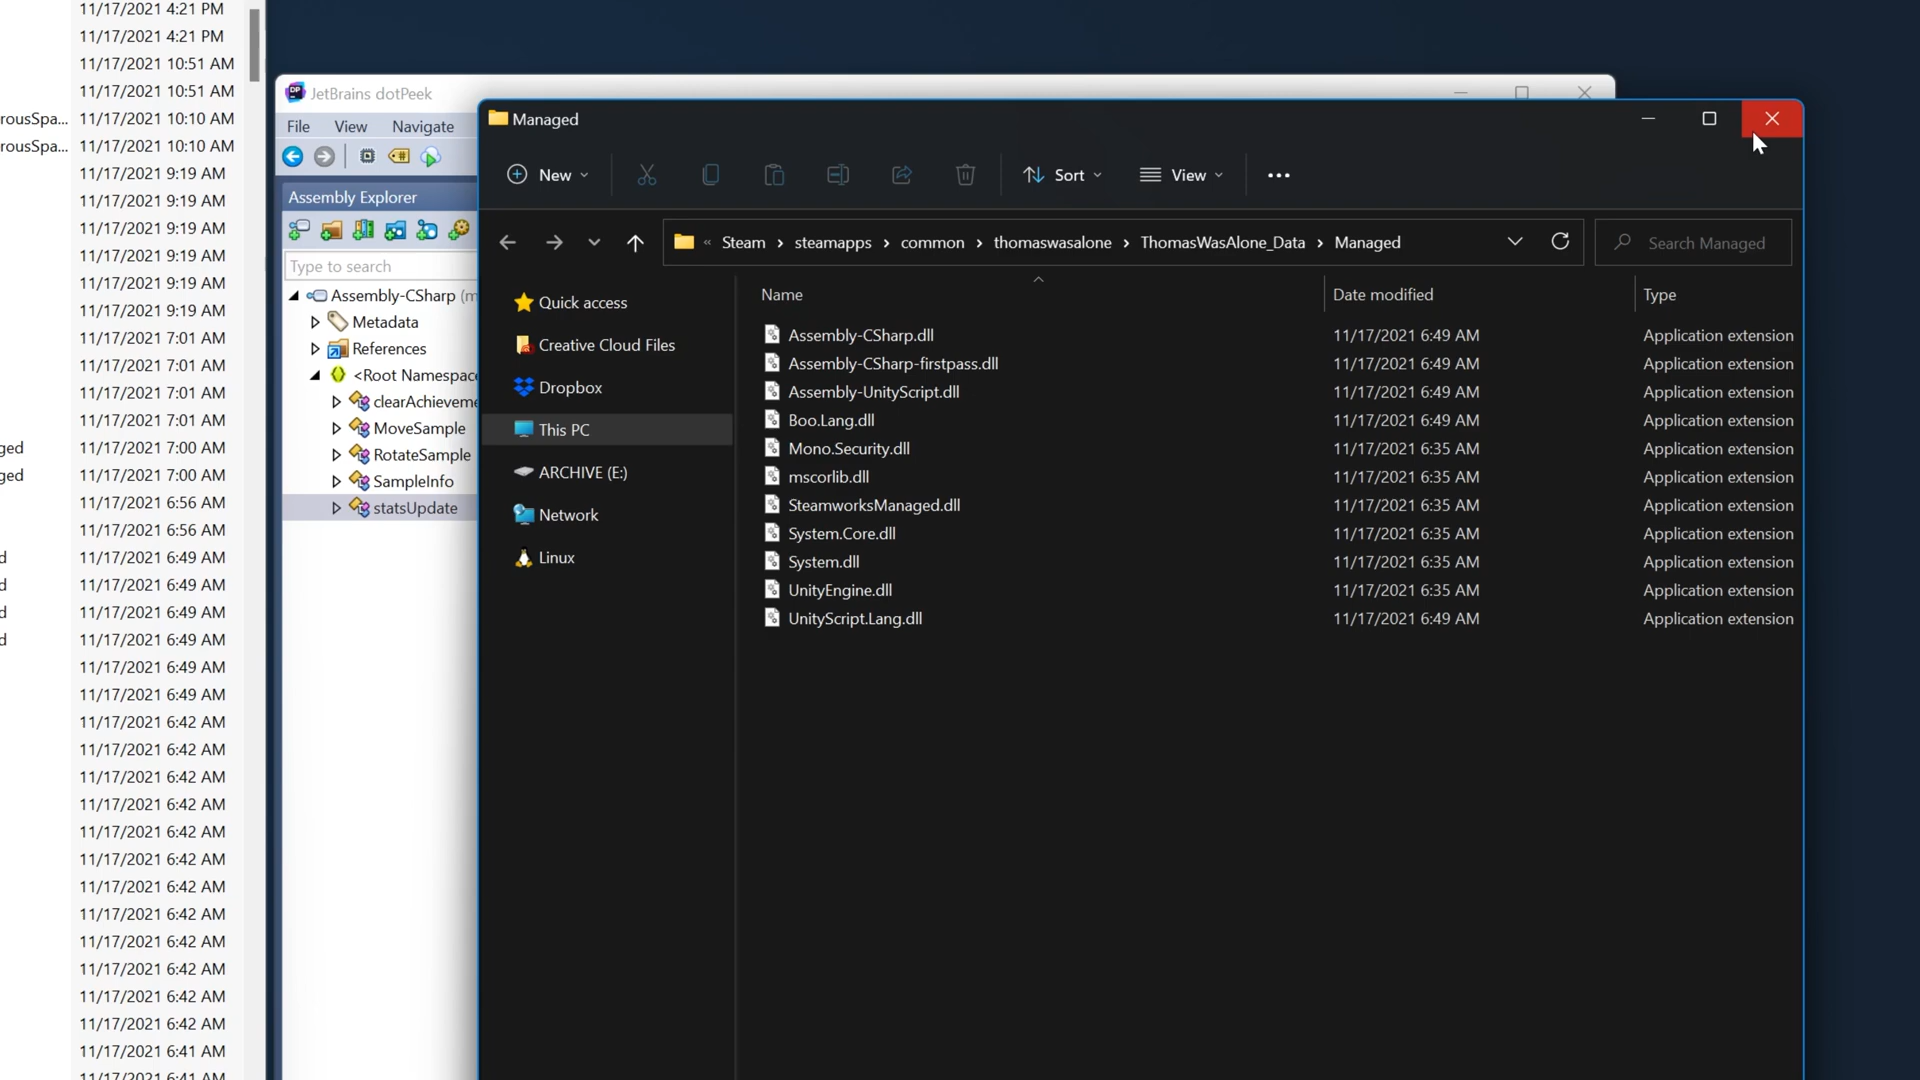 11/17/2021 4:21 PM
11/17/2021 4:21 PM
11/17/2021 10:51 AM
11/17/2021 10:51 AM
rousSpa... 11/17/2021 10:10 AM
rousSpa... 11/17/2021 10:10 AM
11/17/2021 9:19 AM
11/17/2021 9:19 AM
11/17/2021 9:19 AM
11/17/2021 9:19 AM
11/17/2021 9:19 AM
11/17/2021 9:19 AM
11/17/2021 7:01 AM
11/17/2021 7:01 AM
11/17/2021 7:01 AM
11/17/2021 7:01 AM
ged 11/17/2021 7:00 AM
ged 11/17/2021 7:00 AM
11/17/2021 6:56 AM
11/17/2021 6:56 AM
d 11/17/2021 6:49 AM
d 11/17/2021 6:49 AM
d 11/17/2021 6:49 AM
d 11/17/2021 6:49 AM
11/17/2021 6:49 AM
11/17/2021 6:49 AM
11/17/2021 6:42 AM
11/17/2021 6:42 AM
11/17/2021 6:42 AM
11/17/2021 6:42 AM
11/17/2021 6:42 AM
11/17/2021 6:42 AM
11/17/2021 6:42 AM
11/17/2021 6:42 AM
11/17/2021 6:42 AM
11/17/2021 6:42 AM
11/17/2021 6:42 AM
11/17/2021 6:42 AM
11/17/2021 6:41 AM
11/17/2021 6:41 AM
DP JetBrains dotPeek
File View Navigate
Assembly Explorer
Type to search
Assembly-CSharp (m
Metadata
References
<Root Namespace
clearAchieveme
MoveSample
RotateSample
SampleInfo
statsUpdate
Managed
New Sort View
« Steam › steamapps › common › thomaswasalone › ThomasWasAlone_Data › Managed
Search Managed
Quick access
Creative Cloud Files
Dropbox
This PC
ARCHIVE (E:)
Network
Linux
Name Date modified Type
Assembly-CSharp.dll 11/17/2021 6:49 AM Application extension
Assembly-CSharp-firstpass.dll 11/17/2021 6:49 AM Application extension
Assembly-UnityScript.dll 11/17/2021 6:49 AM Application extension
Boo.Lang.dll 11/17/2021 6:49 AM Application extension
Mono.Security.dll 11/17/2021 6:35 AM Application extension
mscorlib.dll 11/17/2021 6:35 AM Application extension
SteamworksManaged.dll 11/17/2021 6:35 AM Application extension
System.Core.dll 11/17/2021 6:35 AM Application extension
System.dll 11/17/2021 6:35 AM Application extension
UnityEngine.dll 11/17/2021 6:35 AM Application extension
UnityScript.Lang.dll 11/17/2021 6:49 AM Application extension